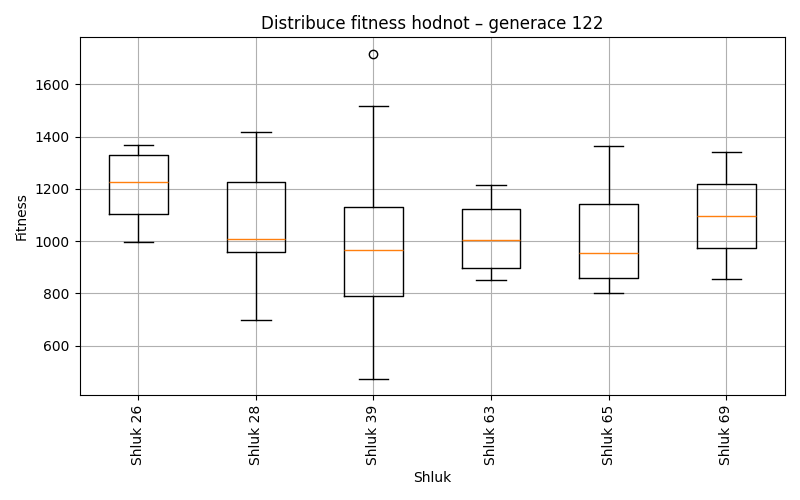 Distribuce fitness hodnot – generace 122
Fitness
1600
1400
1200
1000
800
600
Shluk 26
Shluk 28
Shluk 39
Shluk 63
Shluk 65
Shluk 69
Shluk